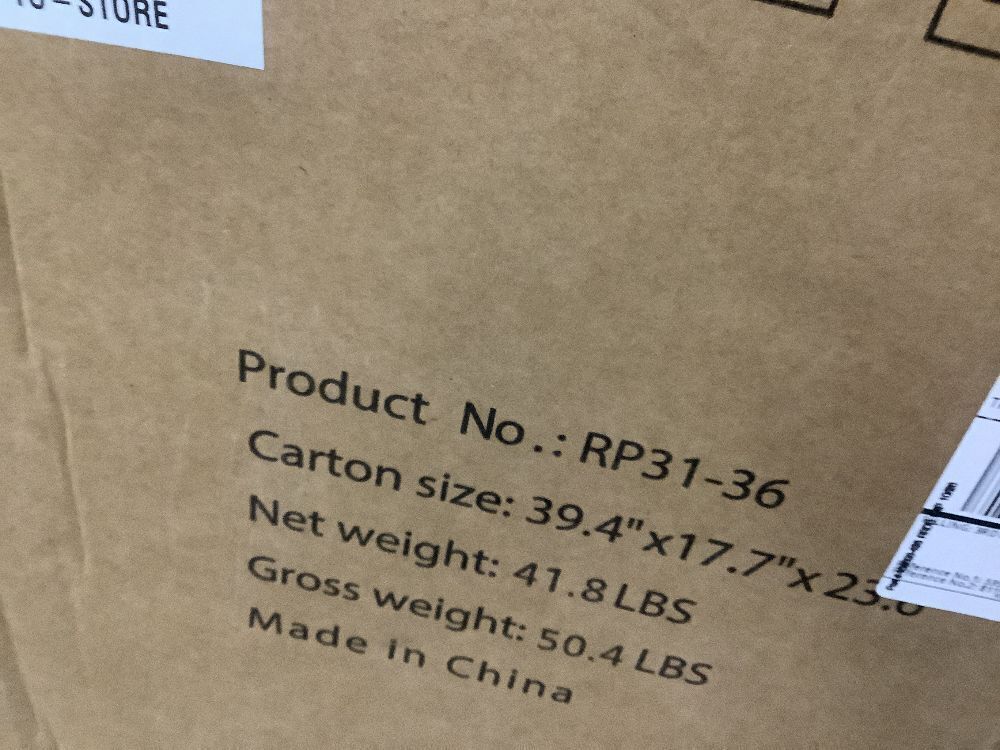 STORE
Product No.: RP31-36
Carton size: 39.4"x17.7"x
Net weight: 41.8 LBS
Gross weight: 50.4 LBS
Made in China